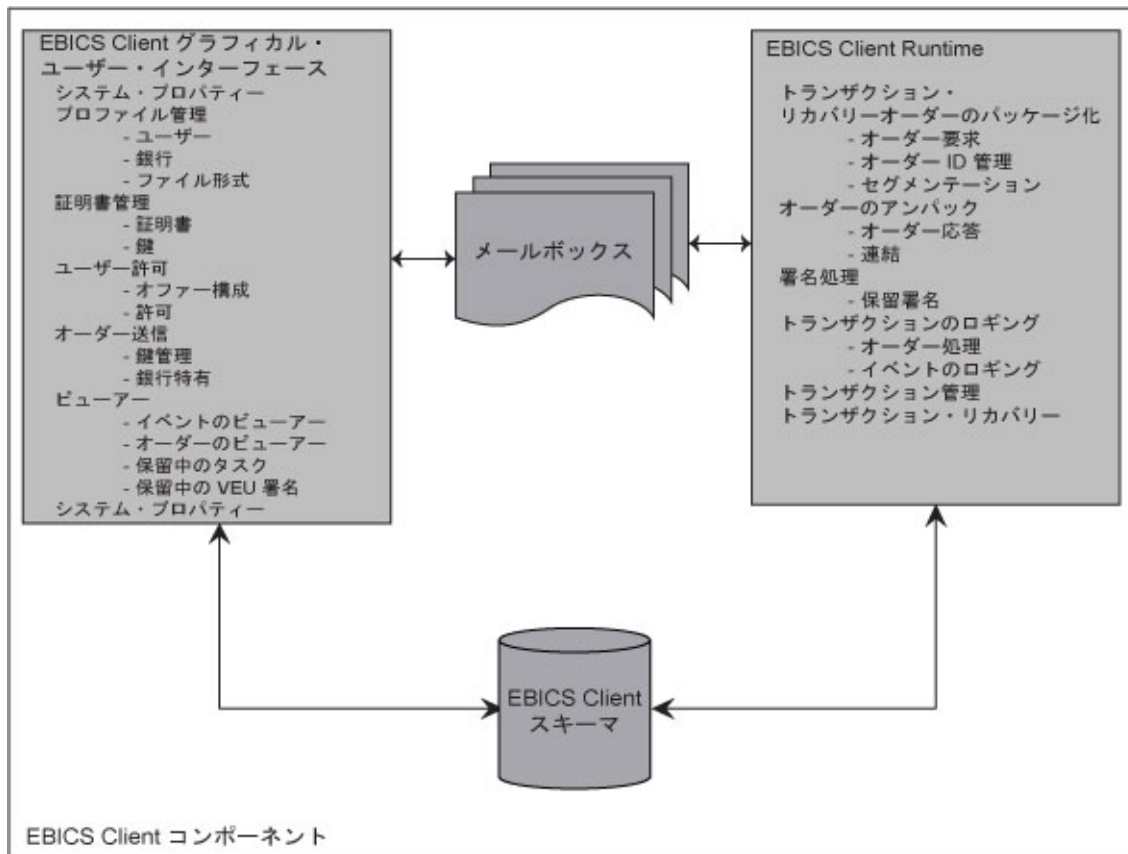 EBICS Client グラフィカル・
ユーザー・インターフェース
システム・プロパティー
プロファイル管理
- ユーザー
- 銀行
- ファイル形式
証明書管理
- 証明書
- 鍵
ユーザー許可
- オファー構成
- 許可
オーダー送信
- 鍵管理
- 銀行特有
ビューアー
- イベントのビューアー
- オーダーのビューアー
- 保留中のタスク
- 保留中の VEU 署名
システム・プロパティー
メールボックス
EBICS Client Runtime
トランザクション・
リカバリーオーダーのパッケージ化
- オーダー要求
- オーダー ID 管理
- セグメンテーション
オーダーのアンパック
- オーダー応答
- 連結
署名処理
- 保留署名
トランザクションのロギング
- オーダー処理
- イベントのロギング
トランザクション管理
トランザクション・リカバリー
EBICS Client
スキーマ
EBICS Client コンポーネント